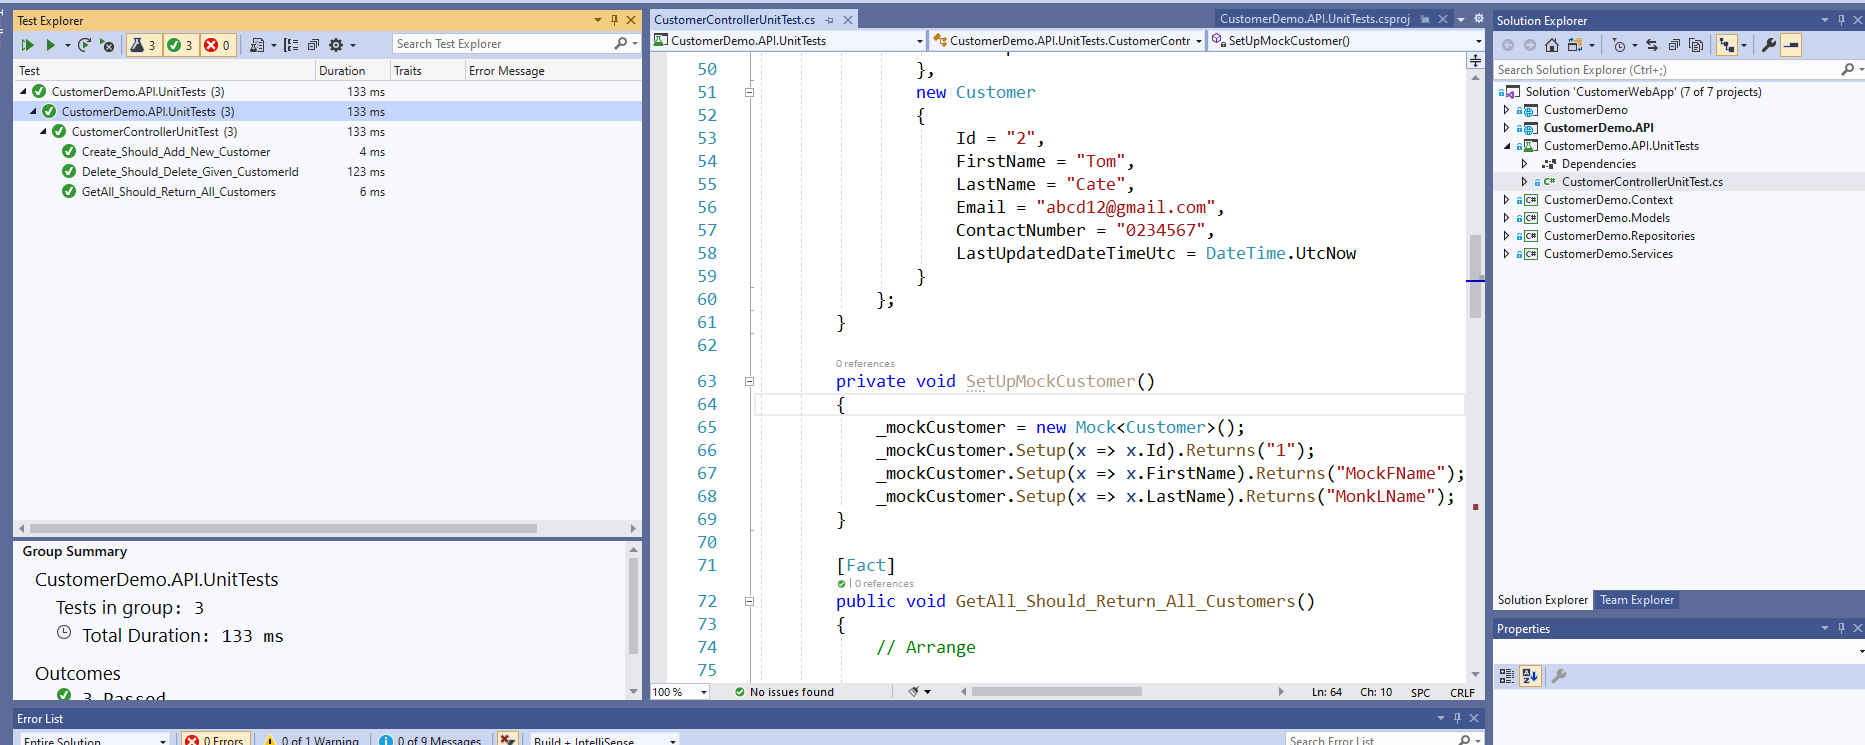 Test Explorer
3 3 0
Search Test Explorer
Test Duration Traits Error Message
CustomerDemo.API.UnitTests (3) 133 ms
CustomerDemo.API.UnitTests (3) 133 ms
CustomerControllerUnitTest (3) 133 ms
Create_Should_Add_New_Customer 4 ms
Delete_Should_Delete_Given_CustomerId 123 ms
GetAll_Should_Return_All_Customers 6 ms
Group Summary
CustomerDemo.API.UnitTests
Tests in group: 3
Total Duration: 133 ms
Outcomes
3 Passed
CustomerControllerUnitTest.cs
CustomerDemo.API.UnitTests.csproj
CustomerDemo.API.UnitTests
CustomerDemo.API.UnitTests.CustomerContr
SetUpMockCustomer()
50 },
51 new Customer
52 {
53 Id = "2",
54 FirstName = "Tom",
55 LastName = "Cate",
56 Email = "abcd12@gmail.com",
57 ContactNumber = "0234567",
58 LastUpdatedDateTimeUtc = DateTime.UtcNow
59 }
60 };
61 }
62
0 references
63 private void SetUpMockCustomer()
64 {
65 _mockCustomer = new Mock<Customer>();
66 _mockCustomer.Setup(x => x.Id).Returns("1");
67 _mockCustomer.Setup(x => x.FirstName).Returns("MockFName");
68 _mockCustomer.Setup(x => x.LastName).Returns("MonkLName");
69 }
70
71 [Fact]
| 0 references
72 public void GetAll_Should_Return_All_Customers()
73 {
74 // Arrange
75
100 % No issues found Ln: 64 Ch: 10 SPC CRLF
Solution Explorer
Search Solution Explorer (Ctrl+;)
Solution 'CustomerWebApp' (7 of 7 projects)
CustomerDemo
CustomerDemo.API
CustomerDemo.API.UnitTests
Dependencies
C# CustomerControllerUnitTest.cs
C# CustomerDemo.Context
C# CustomerDemo.Models
C# CustomerDemo.Repositories
C# CustomerDemo.Services
Solution Explorer Team Explorer
Properties
Error List
Entire Solution 0 Errors 0 of 1 Warning 0 of 9 Messages Build + IntelliSense Search Error List